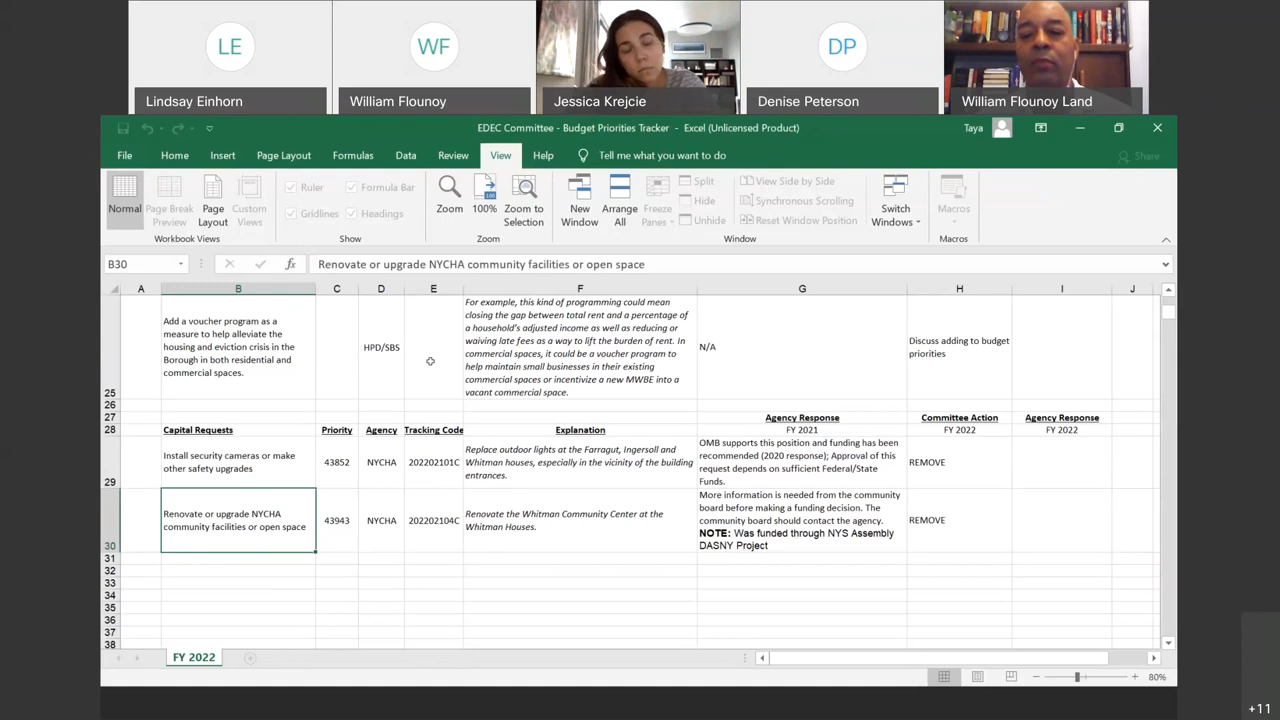 LE
WF
DP
Lindsay Einhorn
William Flounoy
Jessica Krejcie
Denise Peterson
William Flounoy Land
EDEC Committee - Budget Priorities Tracker - Excel (Unlicensed Product)
Taya
File
Home
Insert
Page Layout
Formulas
Data
Review
View
Help
Tell me what you want to do
Share
Normal
Page Break
Preview
Page
Layout
Custom
Views
Workbook Views
Ruler
Formula Bar
Gridlines
Headings
Show
Zoom
100%
Zoom to
Selection
Zoom
New
Window
Arrange
All
Freeze
Panes
Split
Hide
Unhide
View Side by Side
Synchronous Scrolling
Reset Window Position
Window
Switch
Windows
Macros
Macros
B30
fx
Renovate or upgrade NYCHA community facilities or open space
A B C D E F G H I J
25
Add a voucher program as a
measure to help alleviate the
housing and eviction crisis in the
Borough in both residential and
commercial spaces.
HPD/SBS
For example, this kind of programming could mean
closing the gap between total rent and a percentage
of a household's adjusted income as well as reducing or
waiving late fees as a way to lift the burden of rent. In
commercial spaces, it could be a voucher program to
help maintain small businesses in their existing
commercial spaces or incentivize a new MWBE into a
vacant commercial space.
N/A
Discuss adding to budget
priorities
26
27
Agency Response
Committee Action
Agency Response
28
Capital Requests
Priority
Agency
Tracking Code
Explanation
FY 2021
FY 2022
FY 2022
29
Install security cameras or make
other safety upgrades
43852
NYCHA
202202101C
Replace outdoor lights at the Farragut, Ingersoll and
Whitman houses, especially in the vicinity of the building
entrances.
OMB supports this position and funding has been
recommended (2020 response); Approval of this
request depends on sufficient Federal/State
Funds.
REMOVE
30
Renovate or upgrade NYCHA
community facilities or open space
43943
NYCHA
202202104C
Renovate the Whitman Community Center at the
Whitman Houses.
More information is needed from the community
board before making a funding decision. The
community board should contact the agency.
NOTE: Was funded through NYS Assembly
DASNY Project
REMOVE
31
32
33
34
35
36
37
38
FY 2022
80%
+11